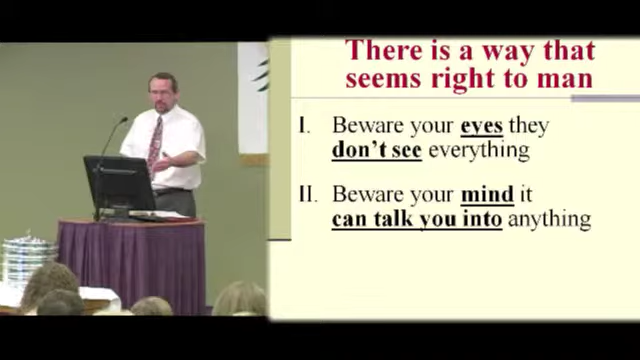 There is a way that
seems right to man
I. Beware your eyes they
don't see everything
II. Beware your mind it
can talk you into anything